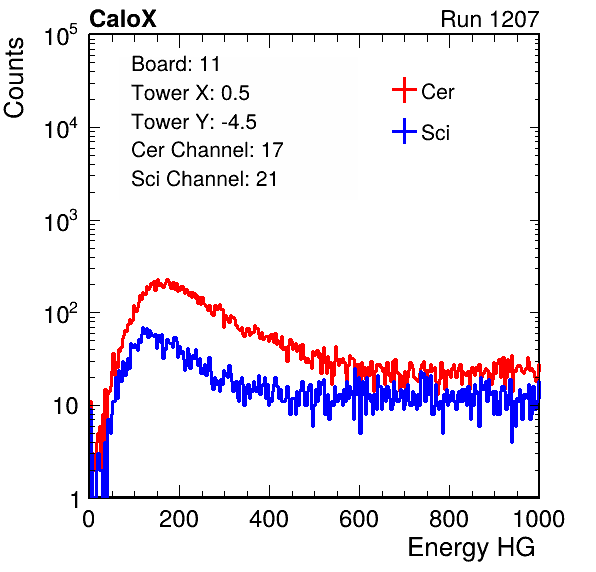 CaloX Run 1207
Counts
10^5
10^4
10^3
10^2
10
1
Board: 11
Tower X: 0.5
Tower Y: -4.5
Cer Channel: 17
Sci Channel: 21
Cer
Sci
0 200 400 600 800 1000
Energy HG